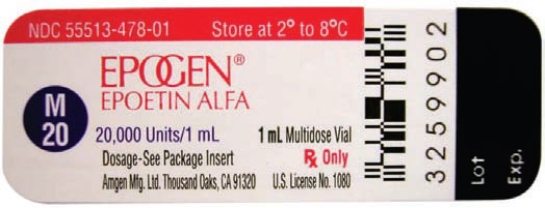 NDC 55513-478-01 Store at 2° to 8°C
EPOGEN®
EPOETIN ALFA
M
20
20,000 Units/1 mL 1 mL Multidose Vial
Dosage-See Package Insert Rx Only
Amgen Mfg. Ltd. Thousand Oaks, CA 91320 U.S. License No. 1080
3259902
Lot
Exp.